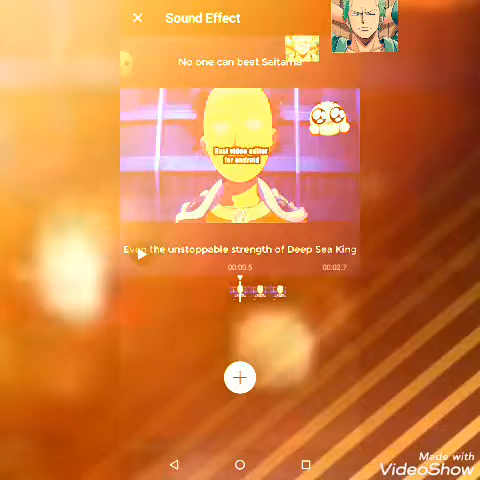 Sound Effect
No one can beat Saitama
Best video editor
for android
Even the unstoppable strength of Deep Sea King
00:00.5
00:02.7
Made with
VideoShow